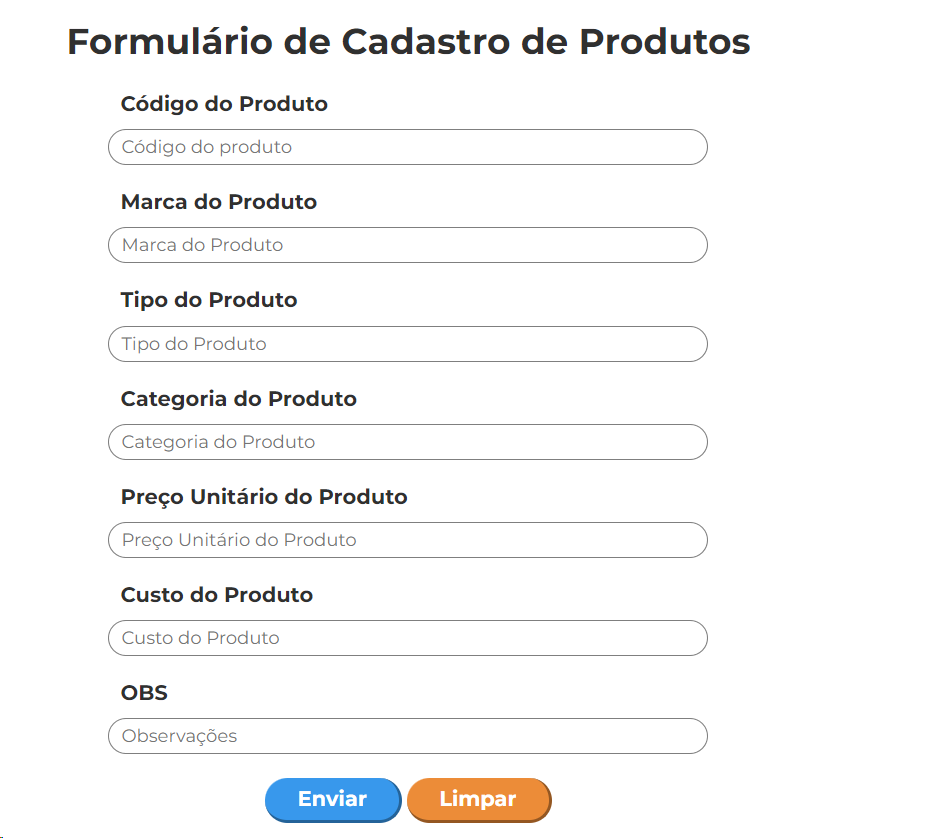 Formulário de Cadastro de Produtos
Código do Produto
Código do produto
Marca do Produto
Marca do Produto
Tipo do Produto
Tipo do Produto
Categoria do Produto
Categoria do Produto
Preço Unitário do Produto
Preço Unitário do Produto
Custo do Produto
Custo do Produto
OBS
Observações
Enviar Limpar